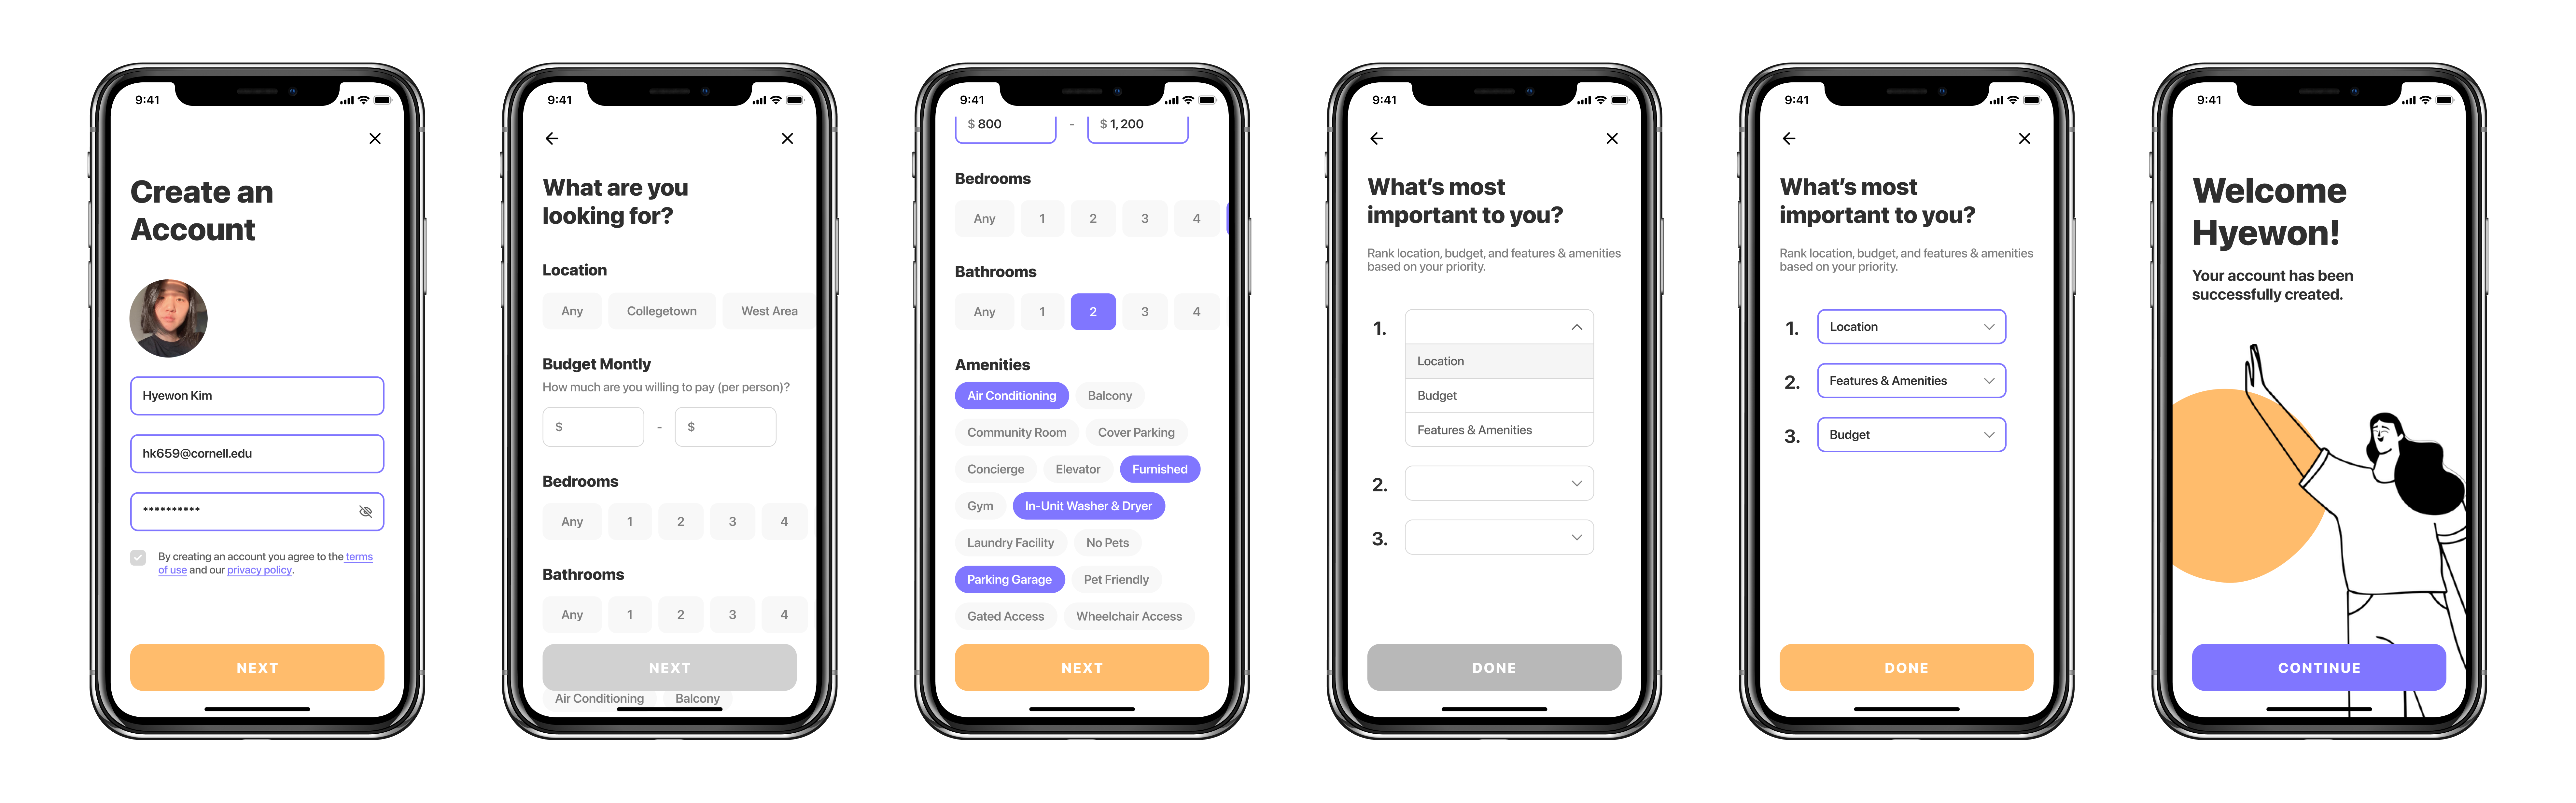 9:41
Create an
Account
Hyewon Kim
hk659@cornell.edu
**********
By creating an account you agree to the terms
of use and our privacy policy.
NEXT
9:41
What are you
looking for?
Location
Any Collegetown West Area
Budget Montly
How much are you willing to pay (per person)?
$ - $
Bedrooms
Any 1 2 3 4
Bathrooms
Any 1 2 3 4
NEXT
Air Conditioning Balcony
9:41
$ 800 - $ 1,200
Bedrooms
Any 1 2 3 4
Bathrooms
Any 1 2 3 4
Amenities
Air Conditioning Balcony
Community Room Cover Parking
Concierge Elevator Furnished
Gym In-Unit Washer & Dryer
Laundry Facility No Pets
Parking Garage Pet Friendly
Gated Access Wheelchair Access
NEXT
9:41
What's most
important to you?
Rank location, budget, and features & amenities
based on your priority.
1.
Location
Budget
Features & Amenities
2.
3.
DONE
9:41
What's most
important to you?
Rank location, budget, and features & amenities
based on your priority.
1. Location
2. Features & Amenities
3. Budget
DONE
9:41
Welcome
Hyewon!
Your account has been
successfully created.
CONTINUE